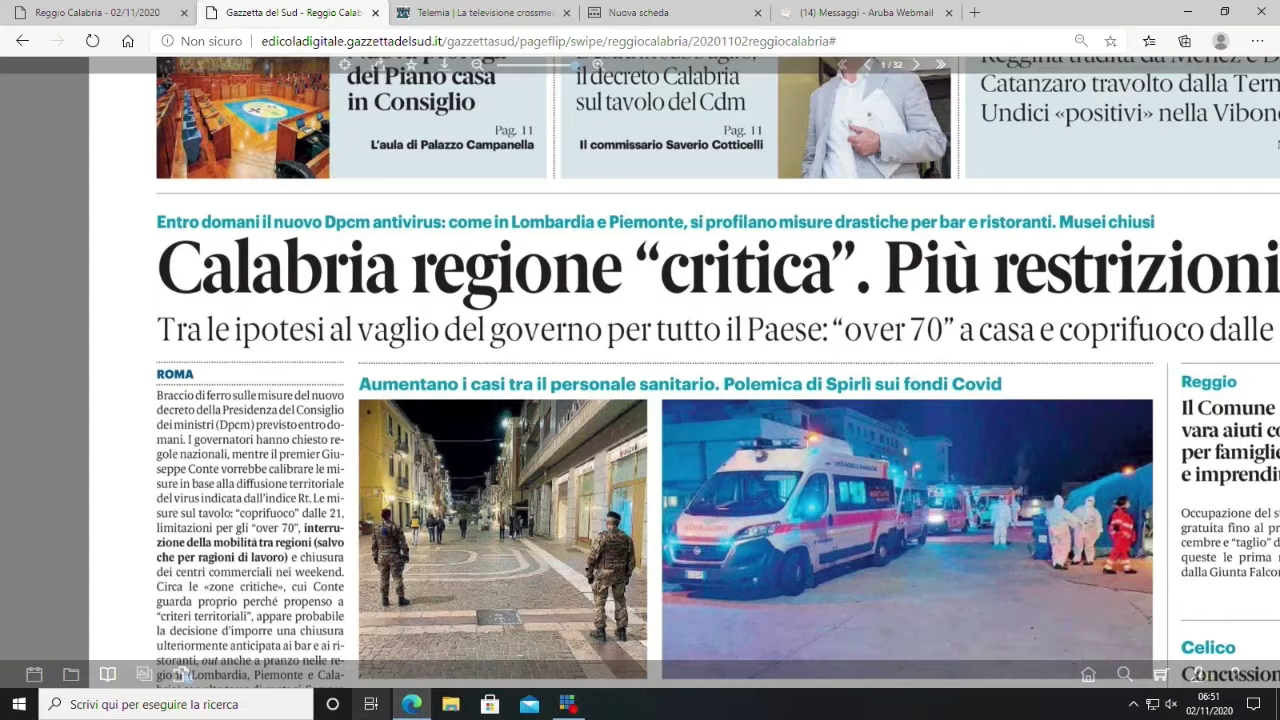 Reggio Calabria - 02/11/2020
Gazzetta del Sud - Reggio Calab
Telemia | La television crossme
Nuova scheda
(14) Messaggi - Aruba Webmail
Non sicuro | edicoladigitale.gazzettadelsud.it/gazzettasud/pageflip/swipe/reggiocalabria/20201102reggiocalabria#
1/32
del Piano casa
in Consiglio
Pag. 11
L'aula di Palazzo Campanella
il decreto Calabria
sul tavolo del Cdm
Pag. 11
Il commissario Saverio Cotticelli
Reggina tradita da Menez e D
Catanzaro travolto dalla Tern
Undici «positivi» nella Vibon
Entro domani il nuovo Dpcm antivirus: come in Lombardia e Piemonte, si profilano misure drastiche per bar e ristoranti. Musei chiusi
Calabria regione “critica”. Più restrizioni
Tra le ipotesi al vaglio del governo per tutto il Paese: “over 70” a casa e coprifuoco dalle
ROMA
Braccio di ferro sulle misure del nuovo
decreto della Presidenza del Consiglio
dei ministri (Dpcm) previsto entro do-
mani. I governatori hanno chiesto re-
gole nazionali, mentre il premier Giu-
seppe Conte vorrebbe calibrare le mi-
sure in base alla diffusione territoriale
del virus indicata dall'indice Rt. Le mi-
sure sul tavolo: “coprifuoco” dalle 21,
limitazioni per gli “over 70”, interru-
zione della mobilità tra regioni (salvo
che per ragioni di lavoro) e chiusura
dei centri commerciali nei weekend.
Circa le «zone critiche», cui Conte
guarda proprio perché propenso a
“criteri territoriali”, appare probabile
la decisione d'imporre una chiusura
ulteriormente anticipata ai bar e ai ri-
storanti, out anche a pranzo nelle re-
gioni (Lombardia, Piemonte e Cala-
Aumentano i casi tra il personale sanitario. Polemica di Spirlì sui fondi Covid
Reggio
Il Comune
vara aiuti co
per famiglie
e imprendit
Occupazione del s
gratuita fino al pr
cembre e “taglio” d
queste le prima
dalla Giunta Falcon
Celico
Concussion
Scrivi qui per eseguire la ricerca
06:51
02/11/2020